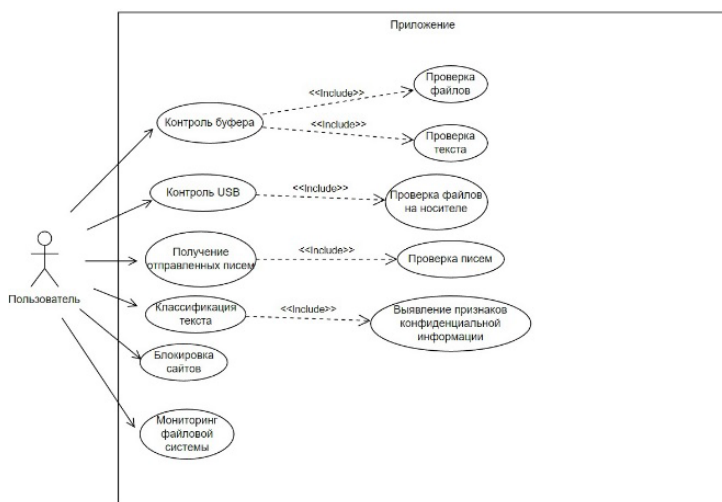 Приложение
<<Include>>
Проверка
файлов
Контроль буфера
<<Include>>
Проверка
текста
Контроль USB
<<Include>>
Проверка файлов
на носителе
Получение
отправленных писем
<<Include>>
Проверка писем
Пользователь
Классификация
текста
<<Include>>
Выявление признаков
конфиденциальной
информации
Блокировка
сайтов
Мониторинг
файловой
системы